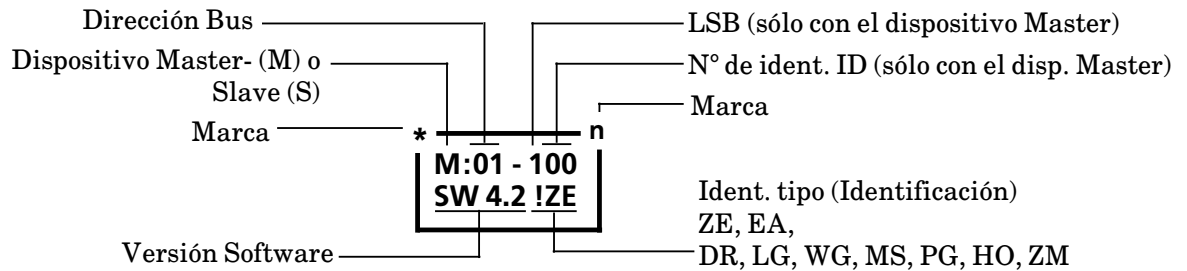 Dirección Bus
LSB (sólo con el dispositivo Master)
Dispositivo Master- (M) o
Slave (S)
N° de ident. ID (sólo con el disp. Master)
Marca
Marca
* n
M:01 - 100
SW 4.2 !ZE
Ident. tipo (Identificación)
ZE, EA,
DR, LG, WG, MS, PG, HO, ZM
Versión Software